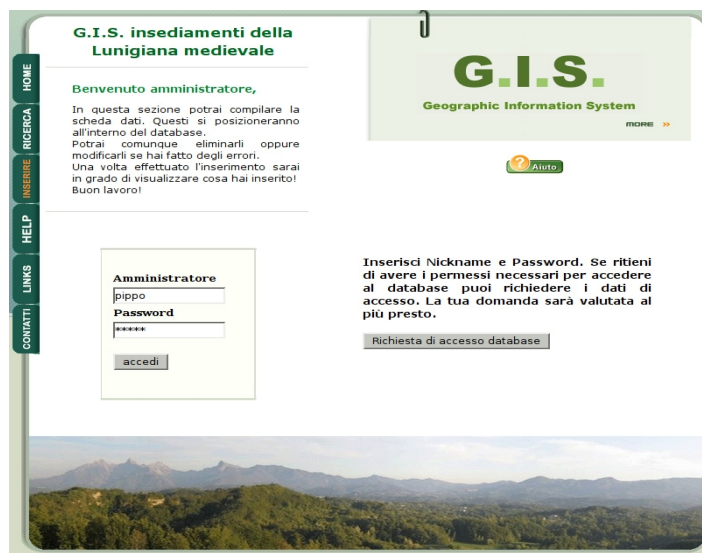 G.I.S. insediamenti della
Lunigiana medievale
Benvenuto amministratore,
In questa sezione potrai compilare la
scheda dati. Questi si posizioneranno
all'interno del database.
Potrai comunque eliminarli oppure
modificarli se hai fatto degli errori.
Una volta effettuato l'inserimento sarai
in grado di visualizzare cosa hai inserito!
Buon lavoro!
HOME
RICERCA
INSERIRE
HELP
LINKS
CONTATTI
G.I.S.
Geographic Information System
MORE »
? Aiuto
Amministratore
pippo
Password
*****
accedi
Inserisci Nickname e Password. Se ritieni
di avere i permessi necessari per accedere
al database puoi richiedere i dati di
accesso. La tua domanda sarà valutata al
più presto.
Richiesta di accesso database